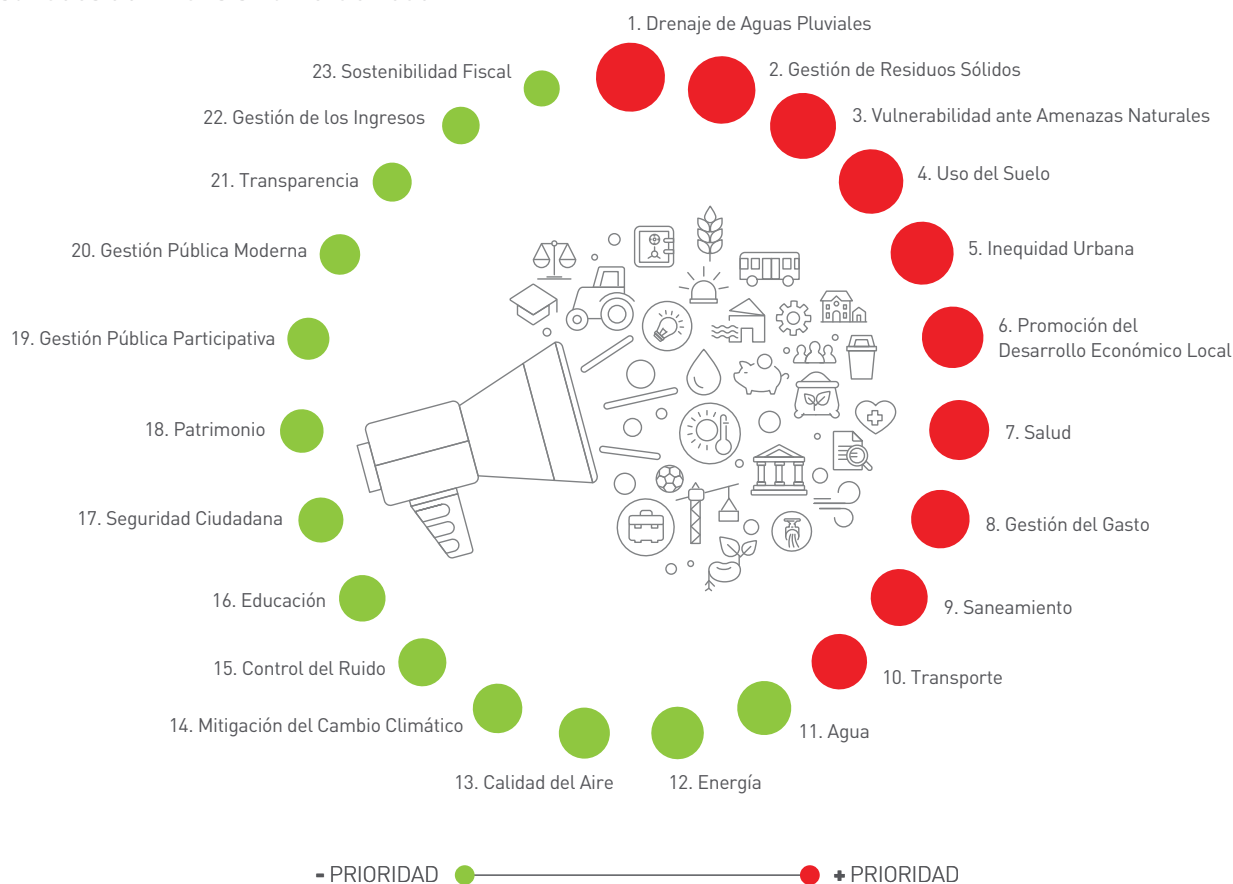 1. Drenaje de Aguas Pluviales
2. Gestión de Residuos Sólidos
3. Vulnerabilidad ante Amenazas Naturales
4. Uso del Suelo
5. Inequidad Urbana
6. Promoción del
Desarrollo Económico Local
7. Salud
8. Gestión del Gasto
9. Saneamiento
10. Transporte
11. Agua
12. Energía
13. Calidad del Aire
14. Mitigación del Cambio Climático
15. Control del Ruido
16. Educación
17. Seguridad Ciudadana
18. Patrimonio
19. Gestión Pública Participativa
20. Gestión Pública Moderna
21. Transparencia
22. Gestión de los Ingresos
23. Sostenibilidad Fiscal
- PRIORIDAD
+ PRIORIDAD